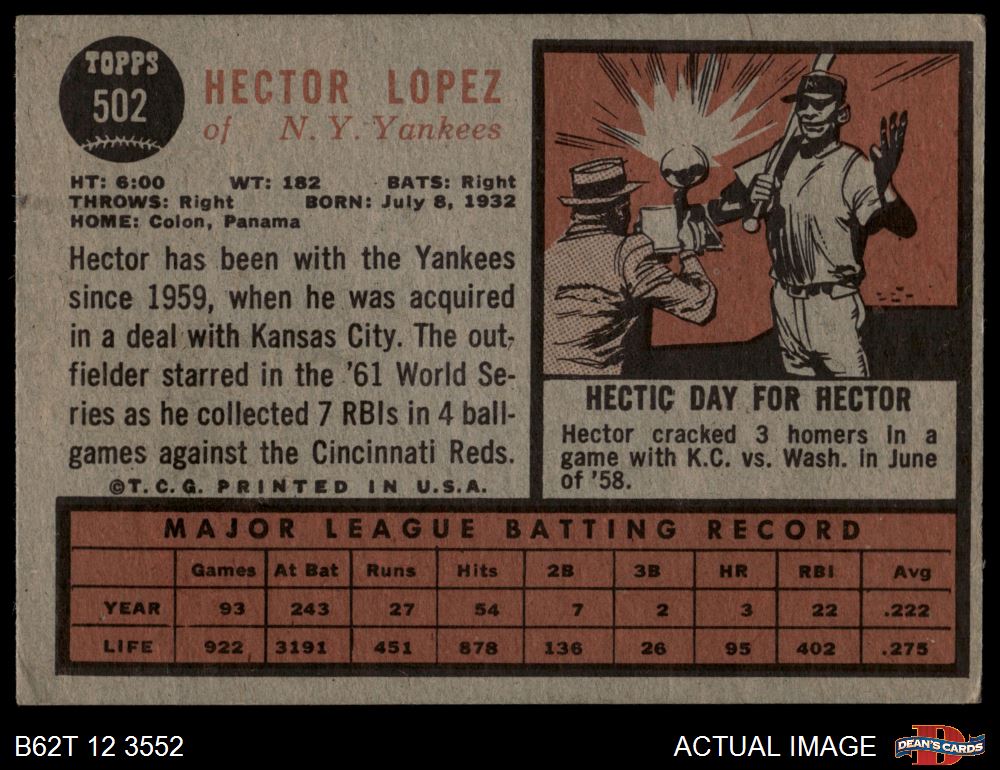 TOPPS
502
HECTOR LOPEZ
of N. Y. Yankees
HT: 6:00 WT: 182 BATS: Right
THROWS: Right BORN: July 8, 1932
HOME: Colon, Panama
Hector has been with the Yankees
since 1959, when he was acquired
in a deal with Kansas City. The out-
fielder starred in the '61 World Se-
ries as he collected 7 RBIs in 4 ball-
games against the Cincinnati Reds.
©T.C.G. PRINTED IN U.S.A.
HECTIC DAY FOR HECTOR
Hector cracked 3 homers in a
game with K.C. vs. Wash. in June
of '58.
MAJOR LEAGUE BATTING RECORD
Games At Bat Runs Hits 2B 3B HR RBI Avg
YEAR 93 243 27 54 7 2 3 22 .222
LIFE 922 3191 451 878 136 26 95 402 .275
B62T 12 3552
ACTUAL IMAGE
D
DEAN'S CARDS